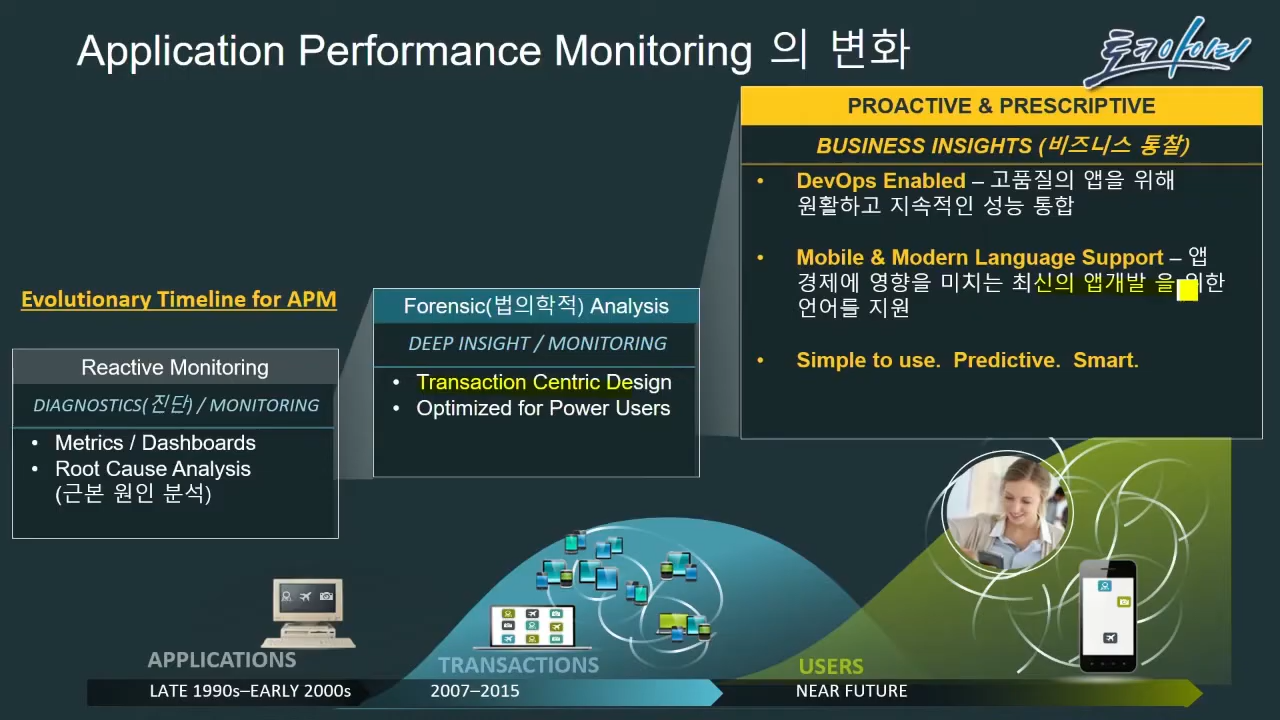 Application Performance Monitoring 의 변화
토커아이티
PROACTIVE & PRESCRIPTIVE
BUSINESS INSIGHTS (비즈니스 통찰)
• DevOps Enabled – 고품질의 앱을 위해
원활하고 지속적인 성능 통합
• Mobile & Modern Language Support – 앱
경제에 영향을 미치는 최신의 앱개발 을 위한
언어를 지원
• Simple to use. Predictive. Smart.
Evolutionary Timeline for APM
Forensic(법의학적) Analysis
DEEP INSIGHT / MONITORING
• Transaction Centric Design
• Optimized for Power Users
Reactive Monitoring
DIAGNOSTICS(진단) / MONITORING
• Metrics / Dashboards
• Root Cause Analysis
(근본 원인 분석)
APPLICATIONS
TRANSACTIONS
USERS
LATE 1990s–EARLY 2000s
2007–2015
NEAR FUTURE